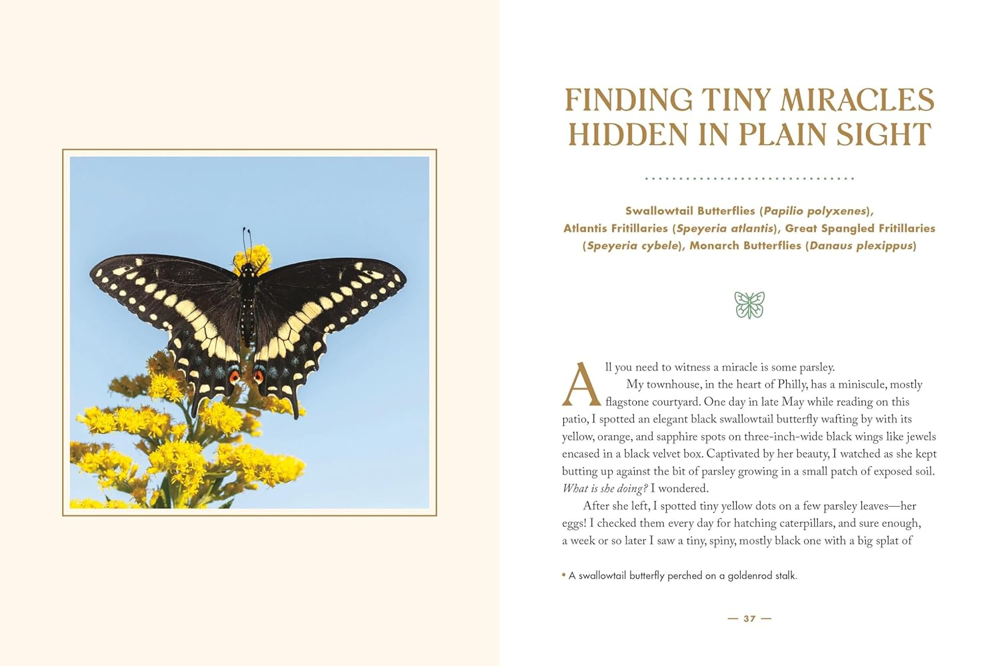 FINDING TINY MIRACLES
HIDDEN IN PLAIN SIGHT
Swallowtail Butterflies (Papilio polyxenes),
Atlantis Fritillaries (Speyeria atlantis), Great Spangled Fritillaries
(Speyeria cybele), Monarch Butterflies (Danaus plexippus)
All you need to witness a miracle is some parsley.
My townhouse, in the heart of Philly, has a miniscule, mostly
flagstone courtyard. One day in late May while reading on this
patio, I spotted an elegant black swallowtail butterfly wafting by with its
yellow, orange, and sapphire spots on three-inch-wide black wings like jewels
encased in a black velvet box. Captivated by her beauty, I watched as she kept
butting up against the bit of parsley growing in a small patch of exposed soil.
What is she doing? I wondered.
After she left, I spotted tiny yellow dots on a few parsley leaves—her
eggs! I checked them every day for hatching caterpillars, and sure enough,
a week or so later I saw a tiny, spiny, mostly black one with a big splat of
• A swallowtail butterfly perched on a goldenrod stalk.
— 37 —